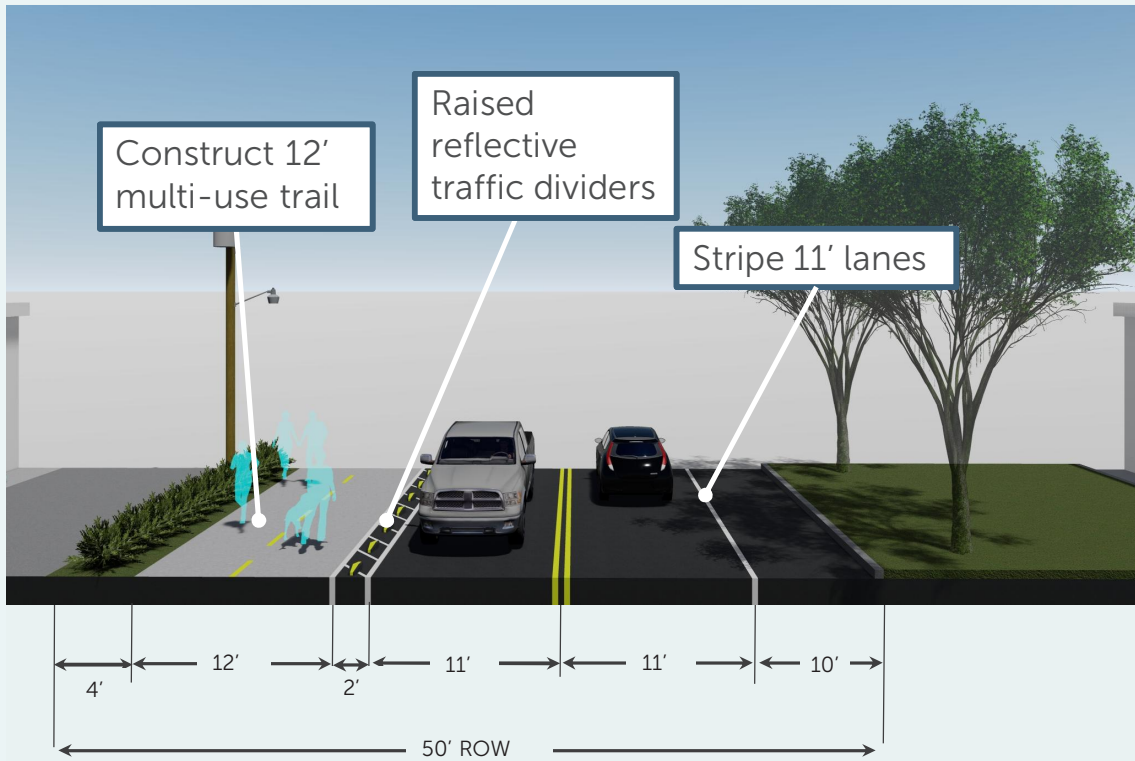 Construct 12’
multi-use trail
Raised
reflective
traffic dividers
Stripe 11’ lanes
4’
12’
2’
11’
11’
10’
50’ ROW